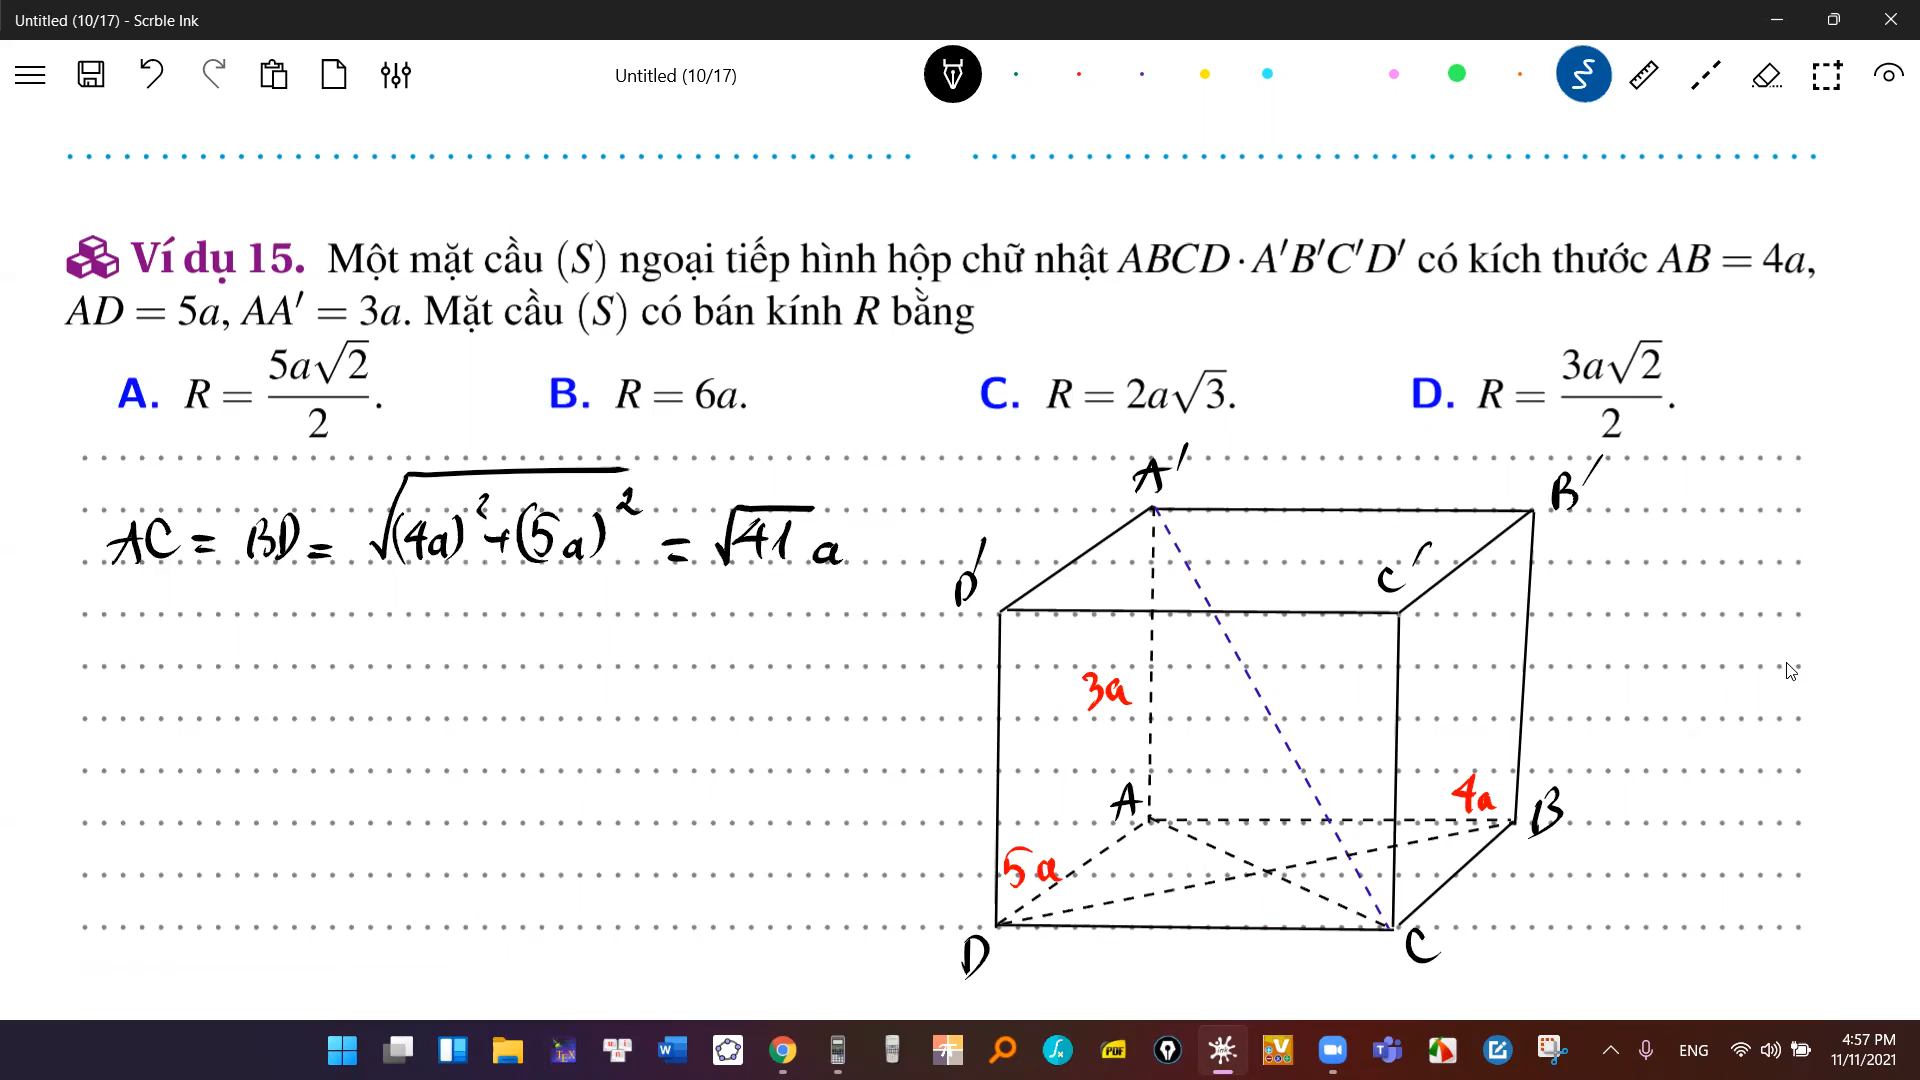 Untitled (10/17) - Scrble Ink
Untitled (10/17)
Ví dụ 15. Một mặt cầu (S) ngoại tiếp hình hộp chữ nhật ABCD·A′B′C′D′ có kích thước AB = 4a,
AD = 5a, AA′ = 3a. Mặt cầu (S) có bán kính R bằng
A. R = 5a√2/2. B. R = 6a. C. R = 2a√3. D. R = 3a√2/2.
AC = BD = √((4a)² + (5a)²) = √41 a
A′
B′
D′
C′
3a
A
4a
B
5a
D
C
ENG
4:57 PM
11/11/2021